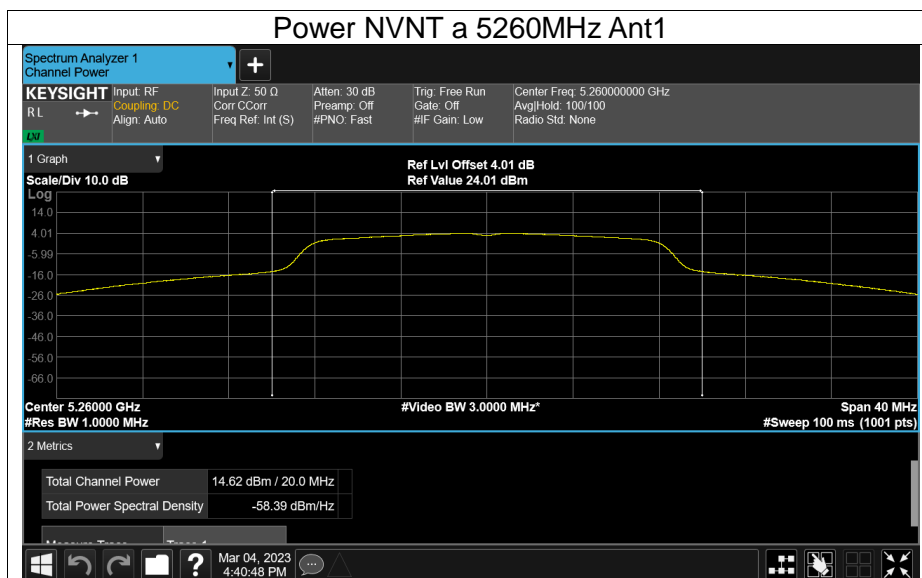 Power NVNT a 5260MHz Ant1
Spectrum Analyzer 1
Channel Power
+
KEYSIGHT
R L
LXI
Input: RF
Coupling: DC
Align: Auto
Input Z: 50 Ω
Corr CCorr
Freq Ref: Int (S)
Atten: 30 dB
Preamp: Off
#PNO: Fast
Trig: Free Run
Gate: Off
#IF Gain: Low
Center Freq: 5.260000000 GHz
Avg|Hold: 100/100
Radio Std: None
1 Graph
Scale/Div 10.0 dB
Ref Lvl Offset 4.01 dB
Ref Value 24.01 dBm
Log
14.0
4.01
-5.99
-16.0
-26.0
-36.0
-46.0
-56.0
-66.0
Center 5.26000 GHz
#Video BW 3.0000 MHz*
Span 40 MHz
#Res BW 1.0000 MHz
#Sweep 100 ms (1001 pts)
2 Metrics
Total Channel Power 14.62 dBm / 20.0 MHz
Total Power Spectral Density -58.39 dBm/Hz
Measure Trace Trace 1
?
Mar 04, 2023
4:40:48 PM